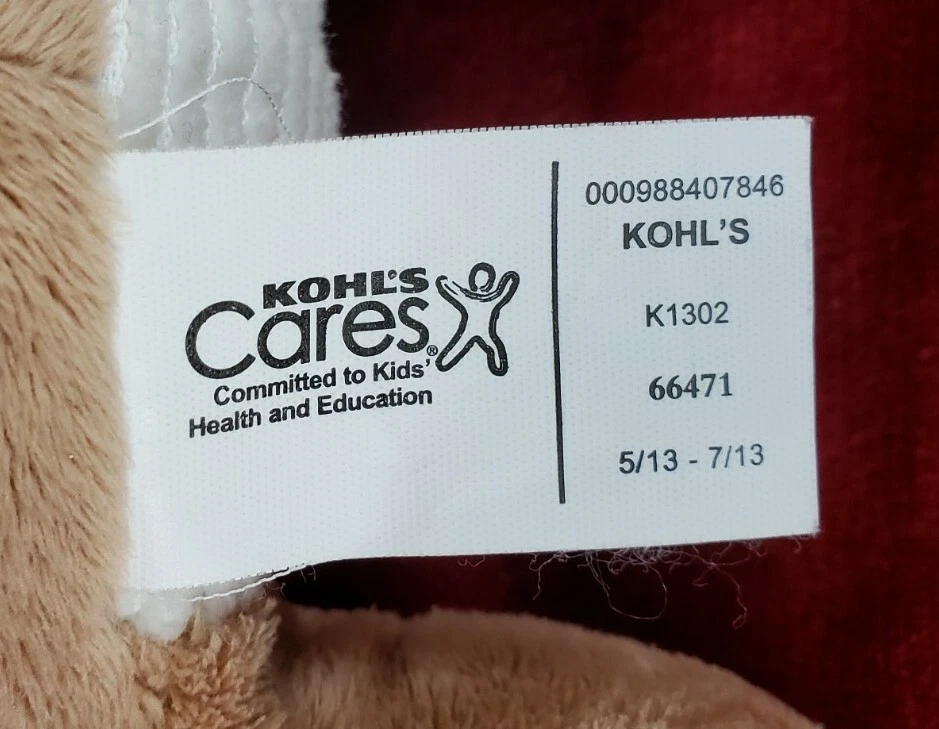 KOHL'S
Cares®
Committed to Kids'
Health and Education
000988407846
KOHL'S
K1302
66471
5/13 - 7/13